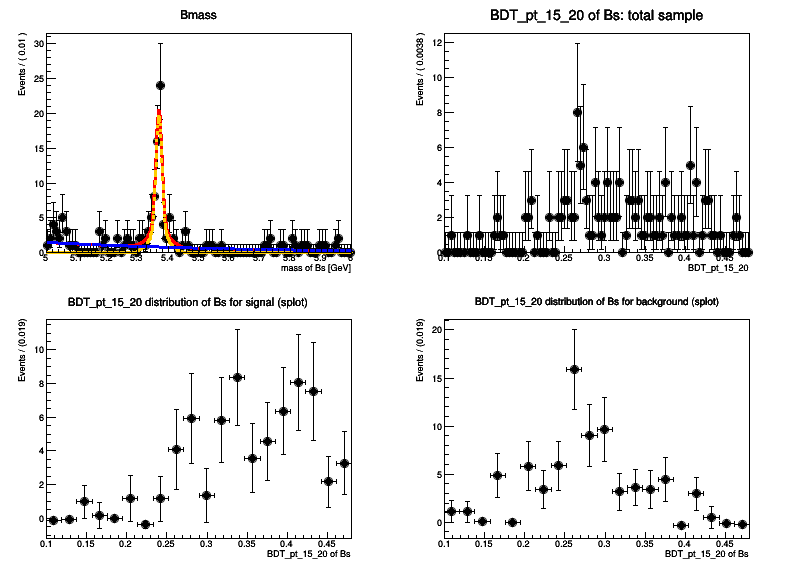 Bmass
Events / ( 0.01 )
30
25
20
15
10
5
0
5 5.1 5.2 5.3 5.4 5.5 5.6 5.7 5.8 5.9 6
mass of Bs [GeV]
BDT_pt_15_20 of Bs: total sample
Events / ( 0.0038 )
12
10
8
6
4
2
0
0.1 0.15 0.2 0.25 0.3 0.35 0.4 0.45
BDT_pt_15_20
BDT_pt_15_20 distribution of Bs for signal (splot)
Events / (0.019)
10
8
6
4
2
0
0.1 0.15 0.2 0.25 0.3 0.35 0.4 0.45
BDT_pt_15_20 of Bs
BDT_pt_15_20 distribution of Bs for background (splot)
Events / (0.019)
20
15
10
5
0
0.1 0.15 0.2 0.25 0.3 0.35 0.4 0.45
BDT_pt_15_20 of Bs